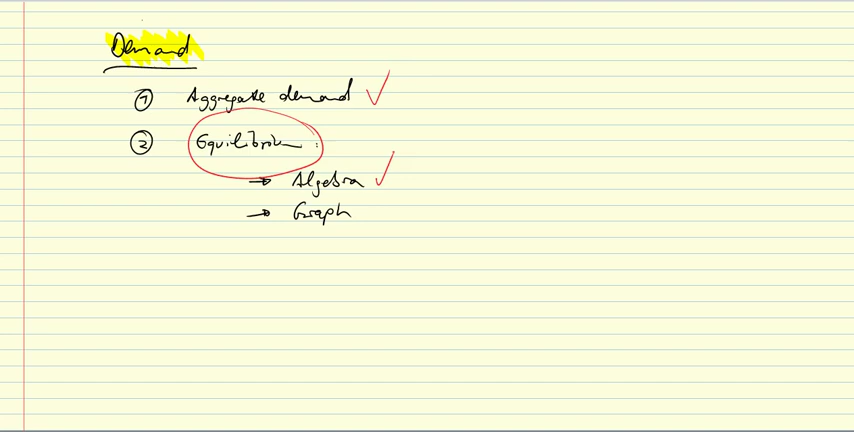 Demand
① Aggregate demand ✓
② Equilibrium :
→ Algebra ✓
→ Graph